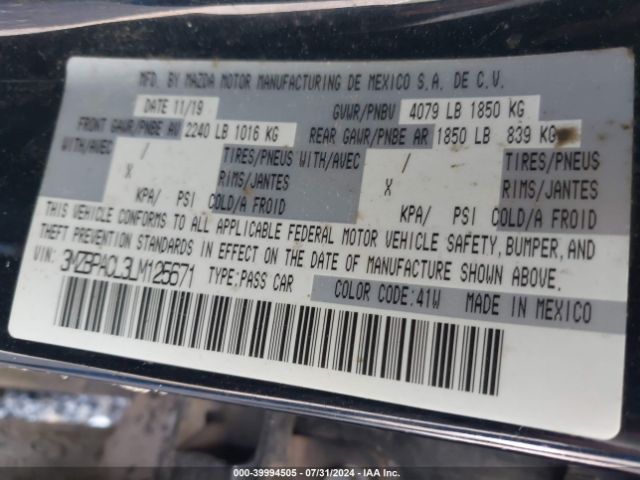 MFD. BY MAZDA MOTOR MANUFACTURING DE MEXICO S.A. DE C.V.
DATE 11/19 GVWR/PNBV 4079 LB 1850 KG
FRONT GAWR/PNBE AV 2240 LB 1016 KG REAR GAWR/PNBE AR 1850 LB 839 KG
WITH/AVEC / TIRES/PNEUS WITH/AVEC / TIRES/PNEUS
X RIMS/JANTES X RIMS/JANTES
KPA/ PSI COLD/A FROID KPA/ PSI COLD/A FROID
THIS VEHICLE CONFORMS TO ALL APPLICABLE FEDERAL MOTOR VEHICLE SAFETY, BUMPER, AND
THEFT PREVENTION STANDARDS IN EFFECT ON THE DATE OF MANUFACTURE SHOWN ABOVE.
VIN: 3MZBPACL3LM125671 TYPE:PASS CAR COLOR CODE:41W MADE IN MEXICO
000-39994505 / 07/31/2024 - IAA Inc.